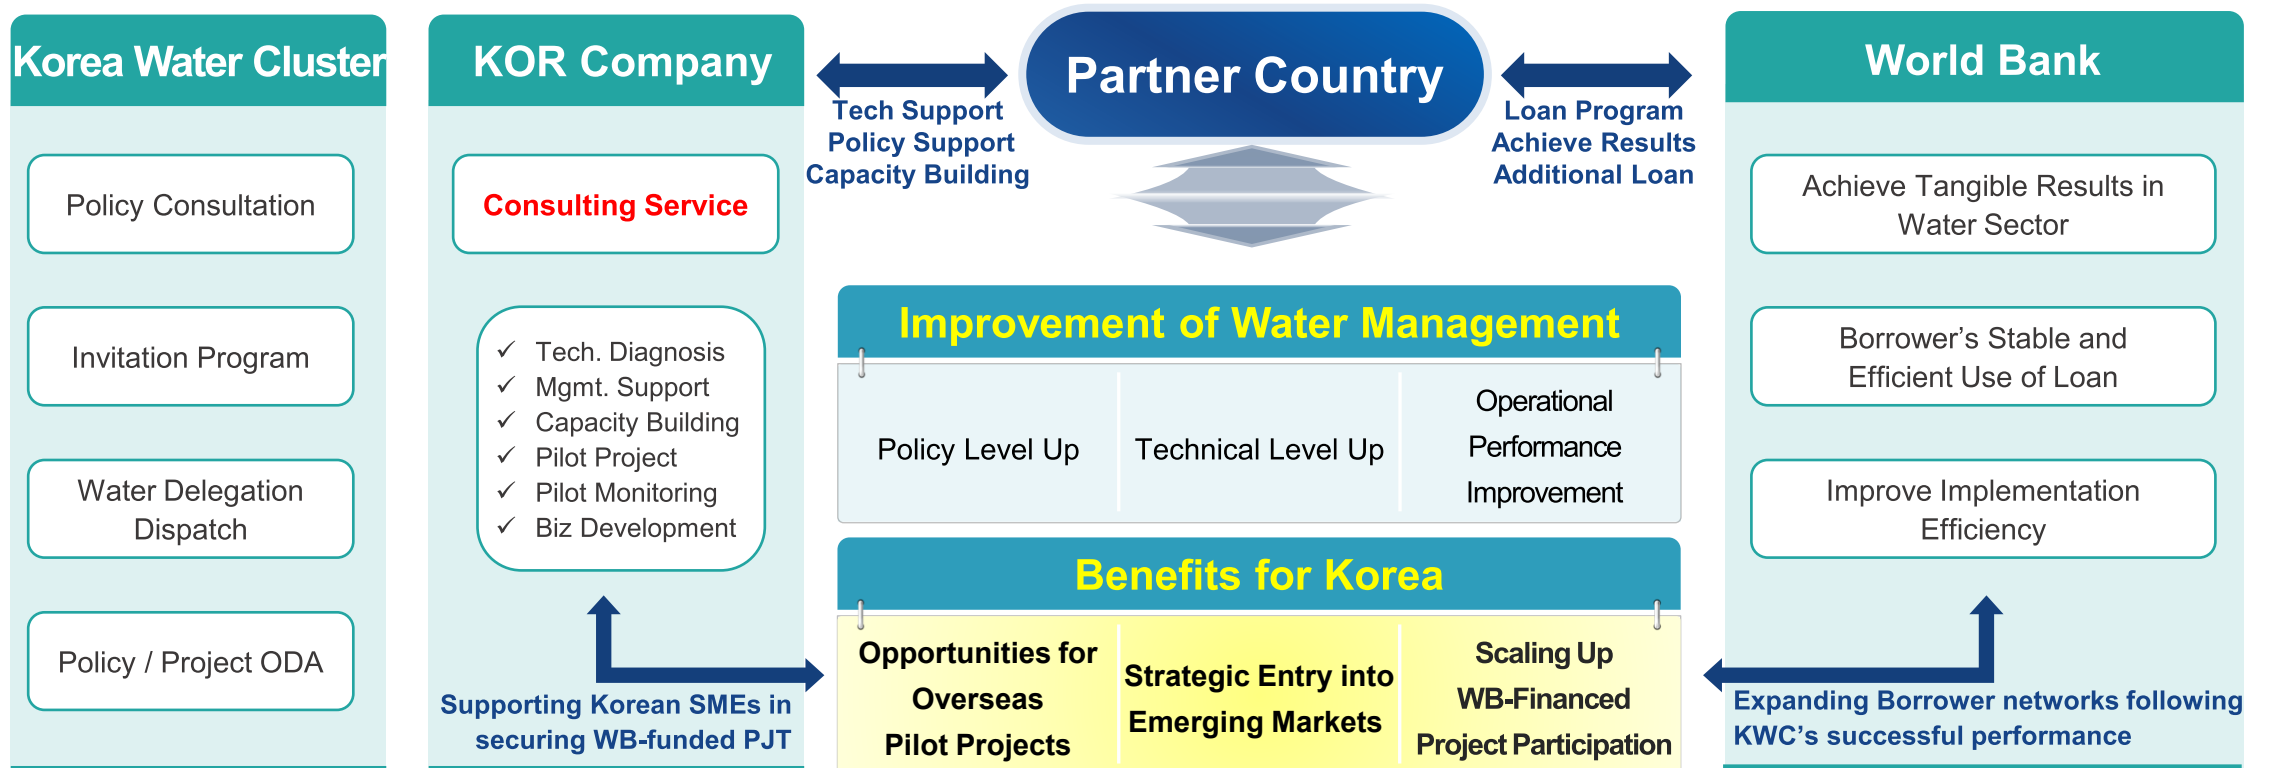 Korea Water Cluster
Policy Consultation
Invitation Program
Water Delegation
Dispatch
Policy / Project ODA
KOR Company
Consulting Service
✓ Tech. Diagnosis
✓ Mgmt. Support
✓ Capacity Building
✓ Pilot Project
✓ Pilot Monitoring
✓ Biz Development
Supporting Korean SMEs in
securing WB-funded PJT
Tech Support
Policy Support
Capacity Building
Partner Country
Loan Program
Achieve Results
Additional Loan
Improvement of Water Management
Policy Level Up
Technical Level Up
Operational
Performance
Improvement
Benefits for Korea
Opportunities for
Overseas
Pilot Projects
Strategic Entry into
Emerging Markets
Scaling Up
WB-Financed
Project Participation
World Bank
Achieve Tangible Results in
Water Sector
Borrower’s Stable and
Efficient Use of Loan
Improve Implementation
Efficiency
Expanding Borrower networks following
KWC’s successful performance